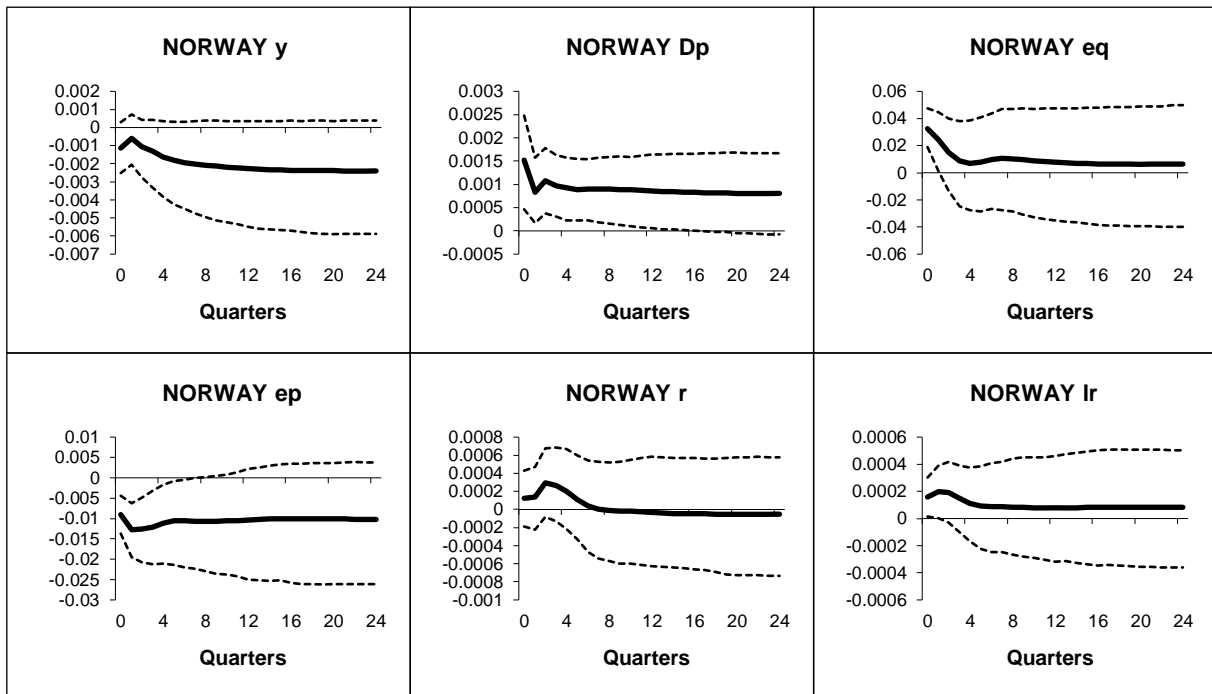 NORWAY y
0.002
0.001
0
-0.001
-0.002
-0.003
-0.004
-0.005
-0.006
-0.007
0 4 8 12 16 20 24
Quarters
NORWAY Dp
0.003
0.0025
0.002
0.0015
0.001
0.0005
0
-0.0005
0 4 8 12 16 20 24
Quarters
NORWAY eq
0.06
0.04
0.02
0
-0.02
-0.04
-0.06
0 4 8 12 16 20 24
Quarters
NORWAY ep
0.01
0.005
0
-0.005
-0.01
-0.015
-0.02
-0.025
-0.03
0 4 8 12 16 20 24
Quarters
NORWAY r
0.0008
0.0006
0.0004
0.0002
0
-0.0002
-0.0004
-0.0006
-0.0008
-0.001
0 4 8 12 16 20 24
Quarters
NORWAY lr
0.0006
0.0004
0.0002
0
-0.0002
-0.0004
-0.0006
0 4 8 12 16 20 24
Quarters